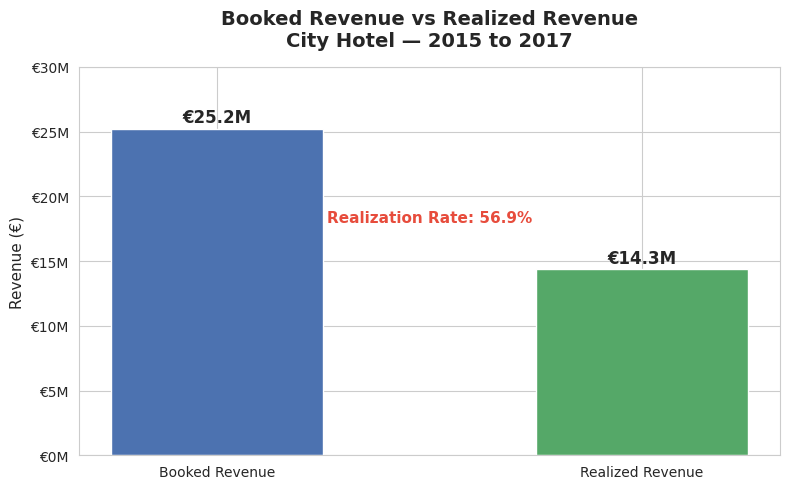 Booked Revenue vs Realized Revenue
City Hotel — 2015 to 2017
€30M
€25M
€20M
€15M
€10M
€5M
€0M
Revenue (€)
€25.2M
Realization Rate: 56.9%
€14.3M
Booked Revenue
Realized Revenue